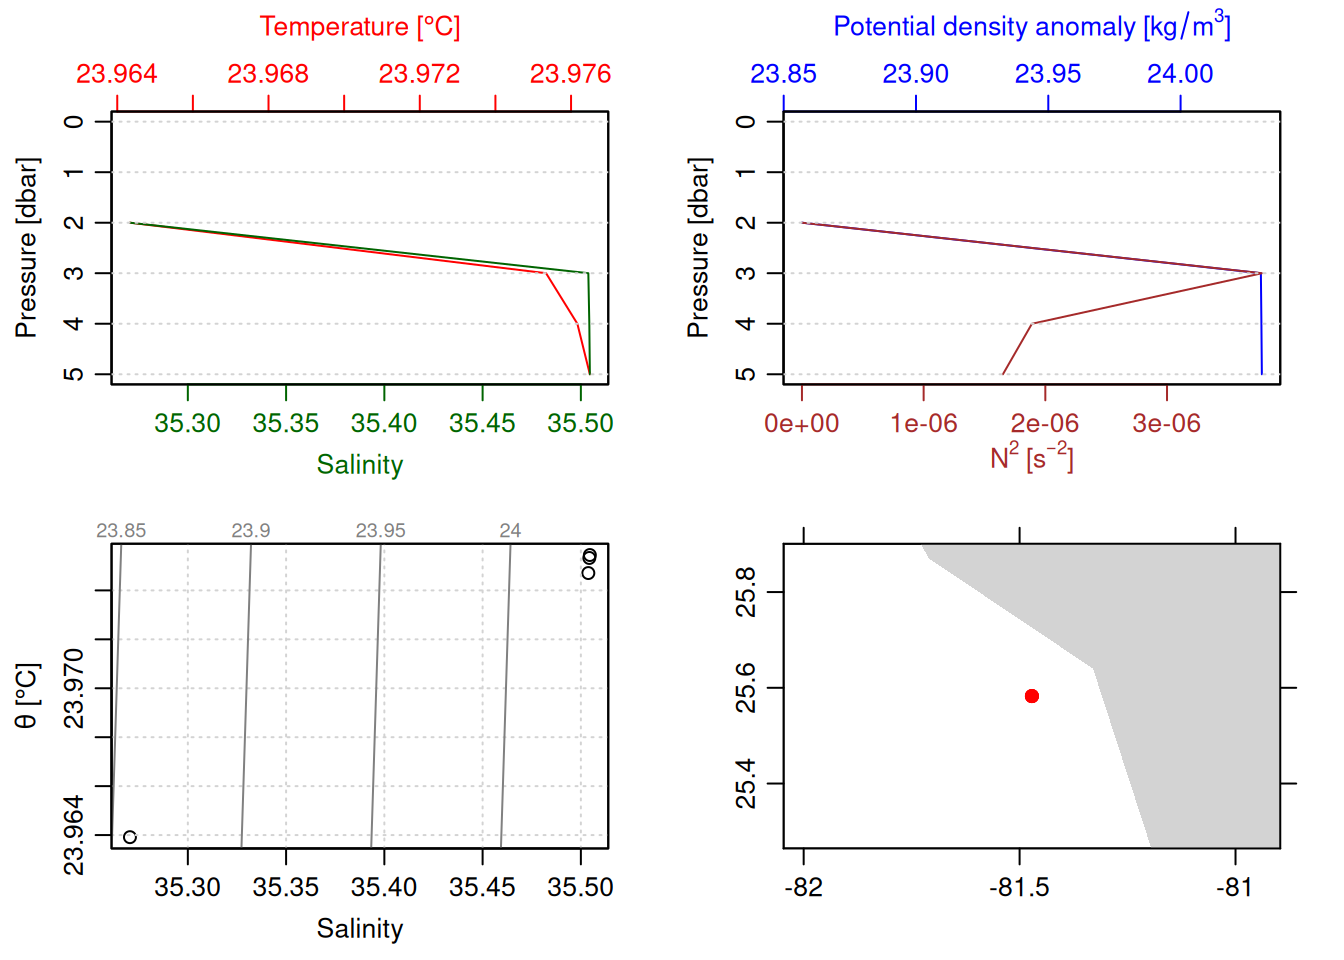 Temperature [°C]
23.964 23.968 23.972 23.976
Pressure [dbar]
0
1
2
3
4
5
35.30 35.35 35.40 35.45 35.50
Salinity
Potential density anomaly [kg/m³]
23.85 23.90 23.95 24.00
Pressure [dbar]
0
1
2
3
4
5
0e+00 1e-06 2e-06 3e-06
N² [s⁻²]
23.85 23.9 23.95 24
θ [°C]
23.970
23.964
35.30 35.35 35.40 35.45 35.50
Salinity
25.8
25.6
25.4
-82 -81.5 -81